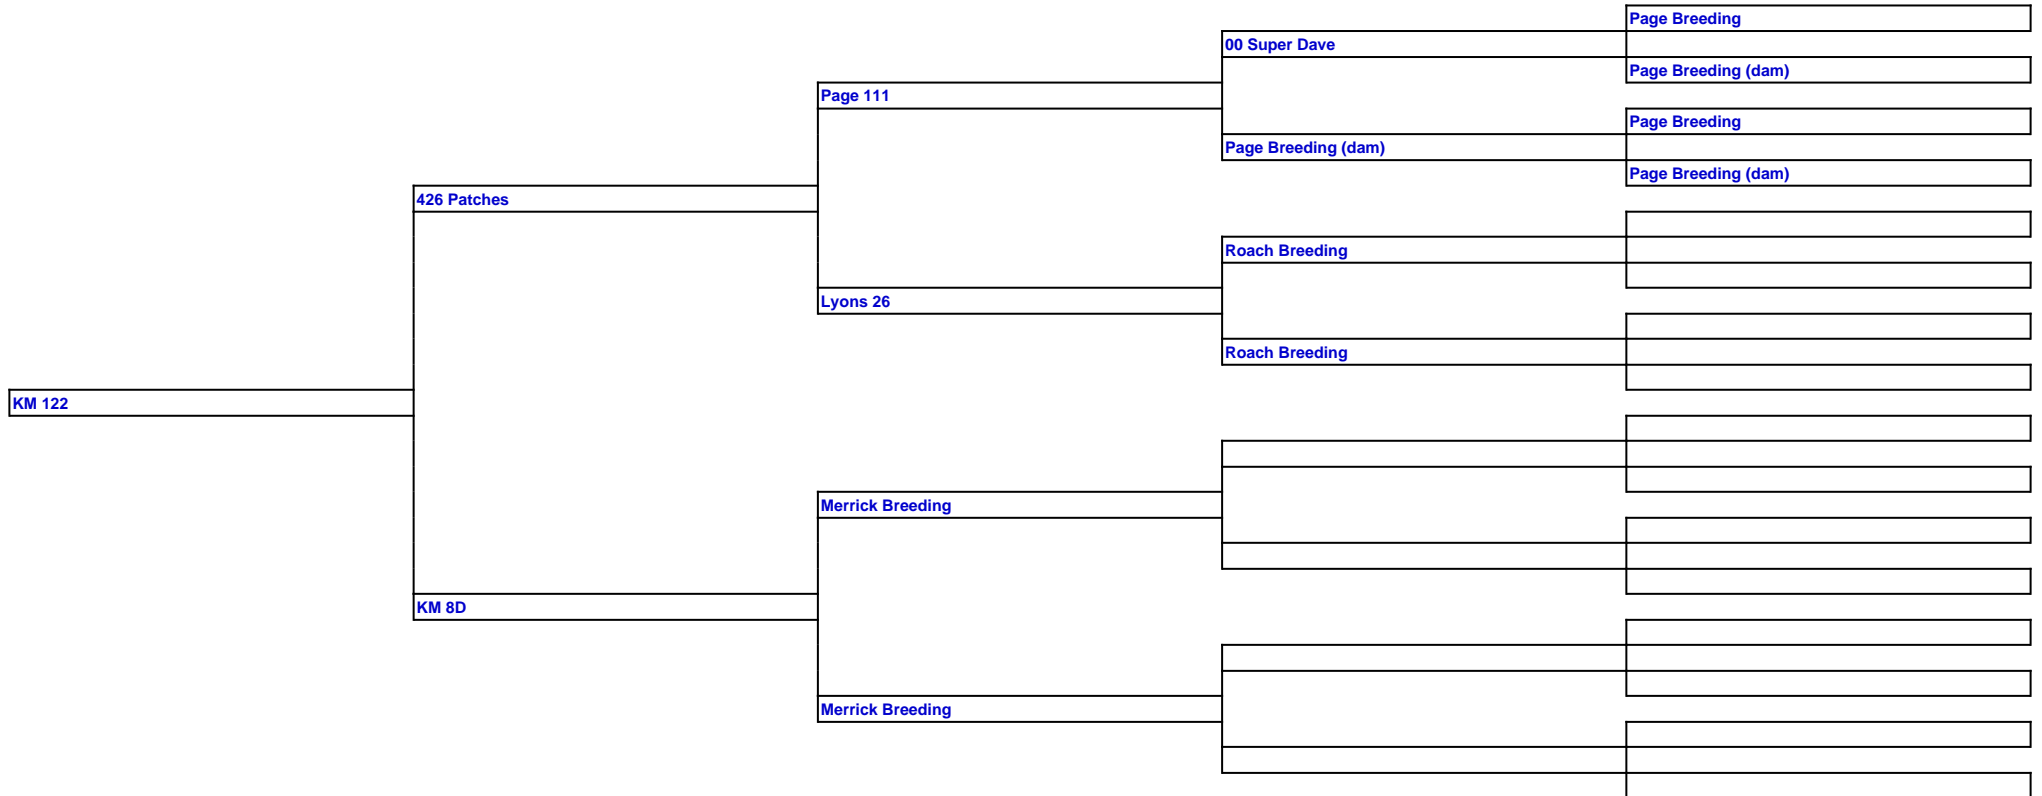 Page Breeding
00 Super Dave
Page Breeding (dam)
Page 111
Page Breeding
Page Breeding (dam)
Page Breeding (dam)
426 Patches
Roach Breeding
Lyons 26
Roach Breeding
KM 122
Merrick Breeding
KM 8D
Merrick Breeding